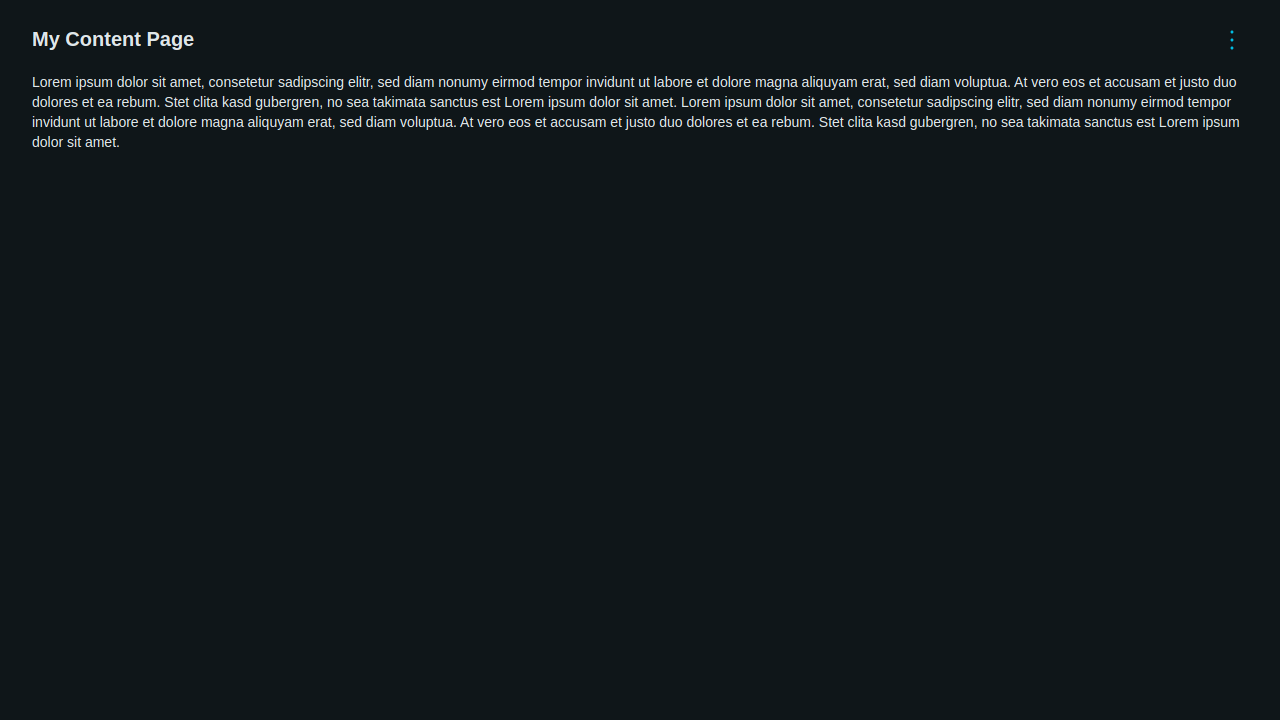 My Content Page
Lorem ipsum dolor sit amet, consetetur sadipscing elitr, sed diam nonumy eirmod tempor invidunt ut labore et dolore magna aliquyam erat, sed diam voluptua. At vero eos et accusam et justo duo
dolores et ea rebum. Stet clita kasd gubergren, no sea takimata sanctus est Lorem ipsum dolor sit amet. Lorem ipsum dolor sit amet, consetetur sadipscing elitr, sed diam nonumy eirmod tempor
invidunt ut labore et dolore magna aliquyam erat, sed diam voluptua. At vero eos et accusam et justo duo dolores et ea rebum. Stet clita kasd gubergren, no sea takimata sanctus est Lorem ipsum
dolor sit amet.